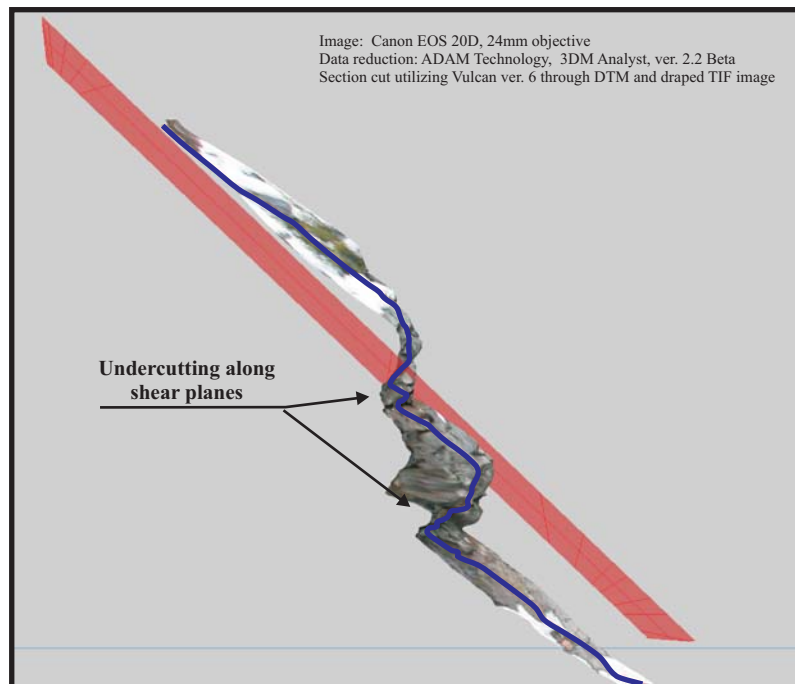 Image: Canon EOS 20D, 24mm objective
Data reduction: ADAM Technology, 3DM Analyst, ver. 2.2 Beta
Section cut utilizing Vulcan ver. 6 through DTM and draped TIF image
Undercutting along
shear planes